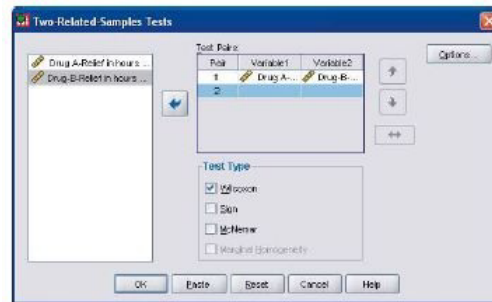 Two-Related-Samples Tests
Drug A-Relief in hours ...
Drug-B-Relief in hours ...
Test Pairs:
Pair Variable1 Variable2
1 Drug A-... Drug-B-...
2
Options...
Test Type
Wilcoxon
Sign
McNemar
Marginal Homogeneity
OK Paste Reset Cancel Help